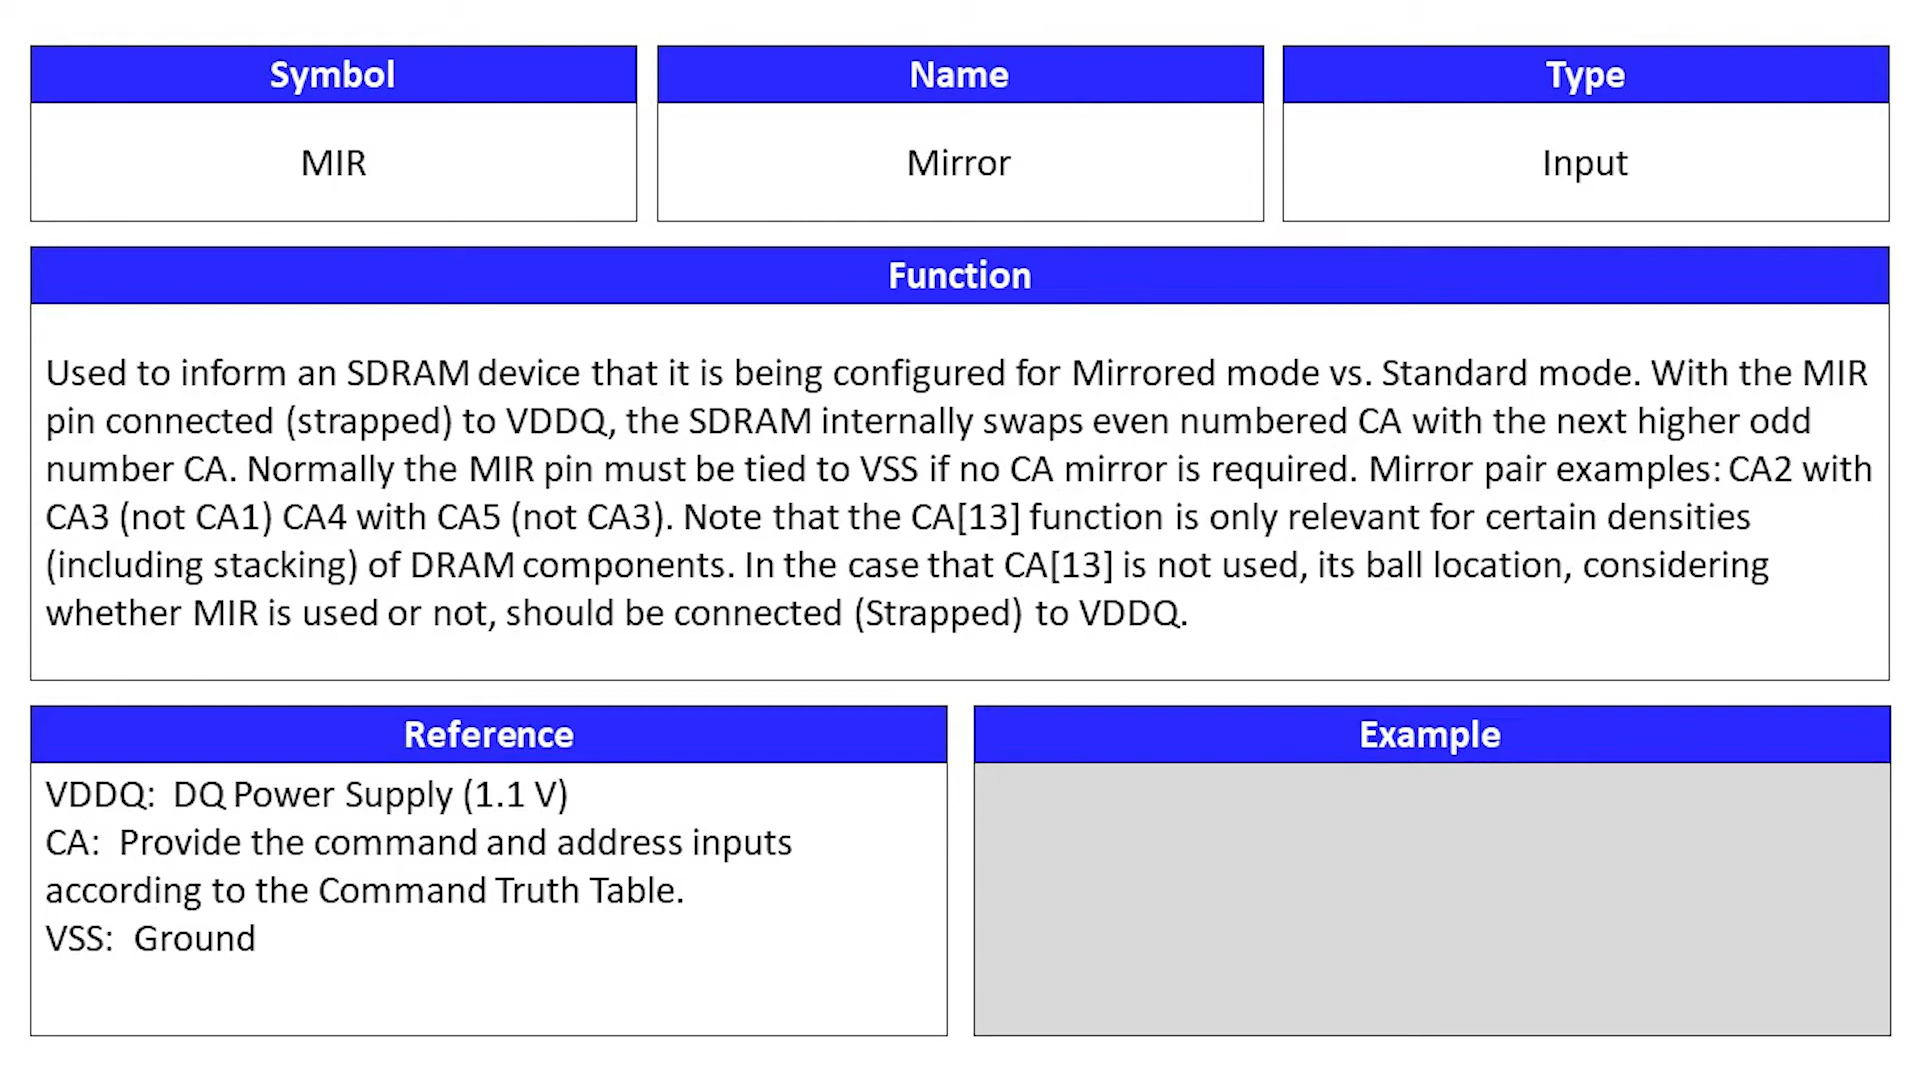 Symbol
Name
Type
MIR
Mirror
Input
Function
Used to inform an SDRAM device that it is being configured for Mirrored mode vs. Standard mode. With the MIR
pin connected (strapped) to VDDQ, the SDRAM internally swaps even numbered CA with the next higher odd
number CA. Normally the MIR pin must be tied to VSS if no CA mirror is required. Mirror pair examples: CA2 with
CA3 (not CA1) CA4 with CA5 (not CA3). Note that the CA[13] function is only relevant for certain densities
(including stacking) of DRAM components. In the case that CA[13] is not used, its ball location, considering
whether MIR is used or not, should be connected (Strapped) to VDDQ.
Reference
VDDQ: DQ Power Supply (1.1 V)
CA: Provide the command and address inputs
according to the Command Truth Table.
VSS: Ground
Example